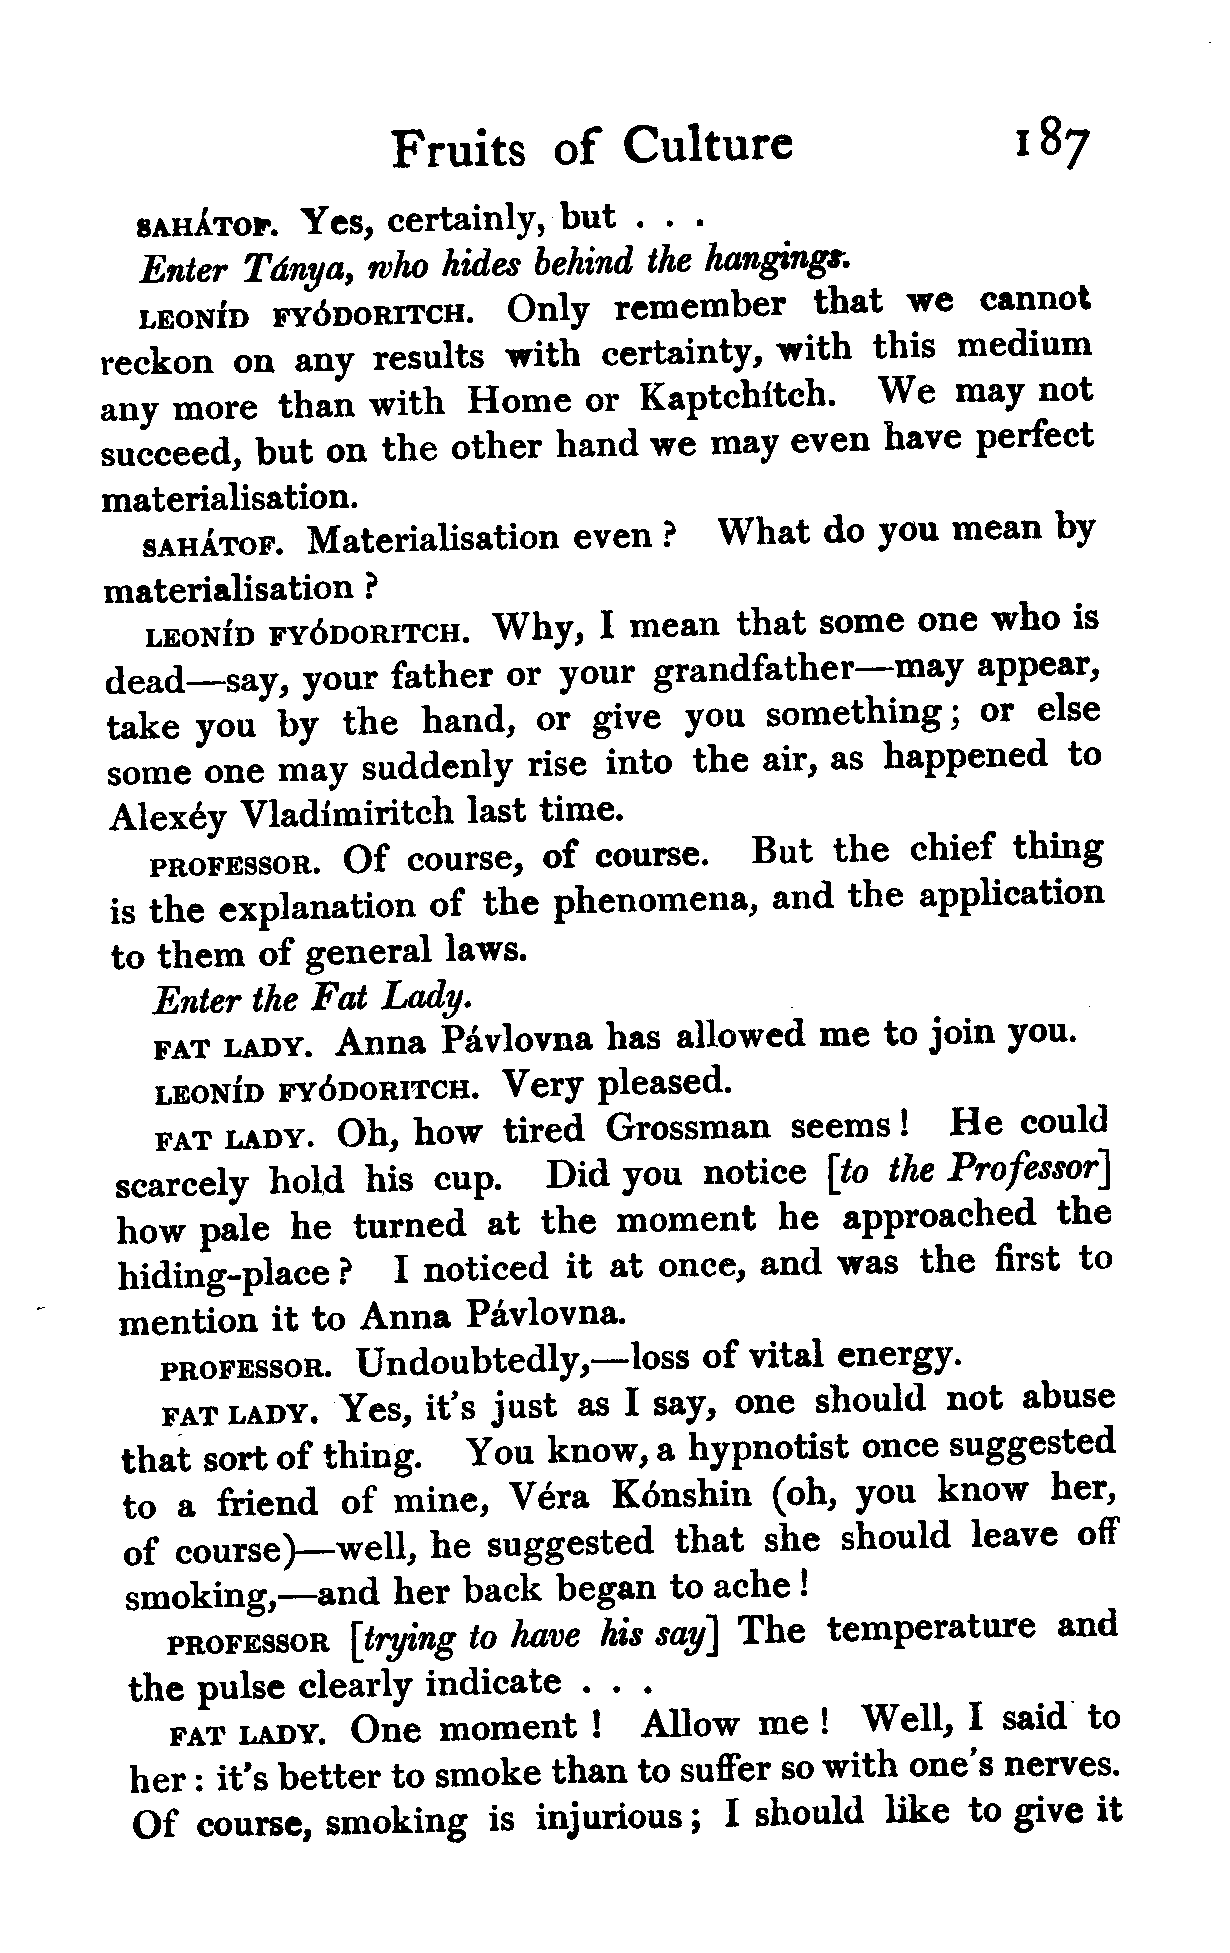 Fruits of Culture 187
SAHÁTOF. Yes, certainly, but . . .
Enter Tánya, who hides behind the hangings.
LEONÍD FYÓDORITCH. Only remember that we cannot
reckon on any results with certainty, with this medium
any more than with Home or Kaptchítch. We may not
succeed, but on the other hand we may even have perfect
materialisation.
SAHÁTOF. Materialisation even ? What do you mean by
materialisation ?
LEONÍD FYÓDORITCH. Why, I mean that some one who is
dead—say, your father or your grandfather—may appear,
take you by the hand, or give you something ; or else
some one may suddenly rise into the air, as happened to
Alexéy Vladímiritch last time.
PROFESSOR. Of course, of course. But the chief thing
is the explanation of the phenomena, and the application
to them of general laws.
Enter the Fat Lady.
FAT LADY. Anna Pávlovna has allowed me to join you.
LEONÍD FYÓDORITCH. Very pleased.
FAT LADY. Oh, how tired Grossman seems ! He could
scarcely hold his cup. Did you notice [to the Professor]
how pale he turned at the moment he approached the
hiding-place ? I noticed it at once, and was the first to
mention it to Anna Pávlovna.
PROFESSOR. Undoubtedly,—loss of vital energy.
FAT LADY. Yes, it's just as I say, one should not abuse
that sort of thing. You know, a hypnotist once suggested
to a friend of mine, Véra Kónshin (oh, you know her,
of course)—well, he suggested that she should leave off
smoking,—and her back began to ache !
PROFESSOR [trying to have his say] The temperature and
the pulse clearly indicate . . .
FAT LADY. One moment ! Allow me ! Well, I said to
her : it's better to smoke than to suffer so with one's nerves.
Of course, smoking is injurious ; I should like to give it